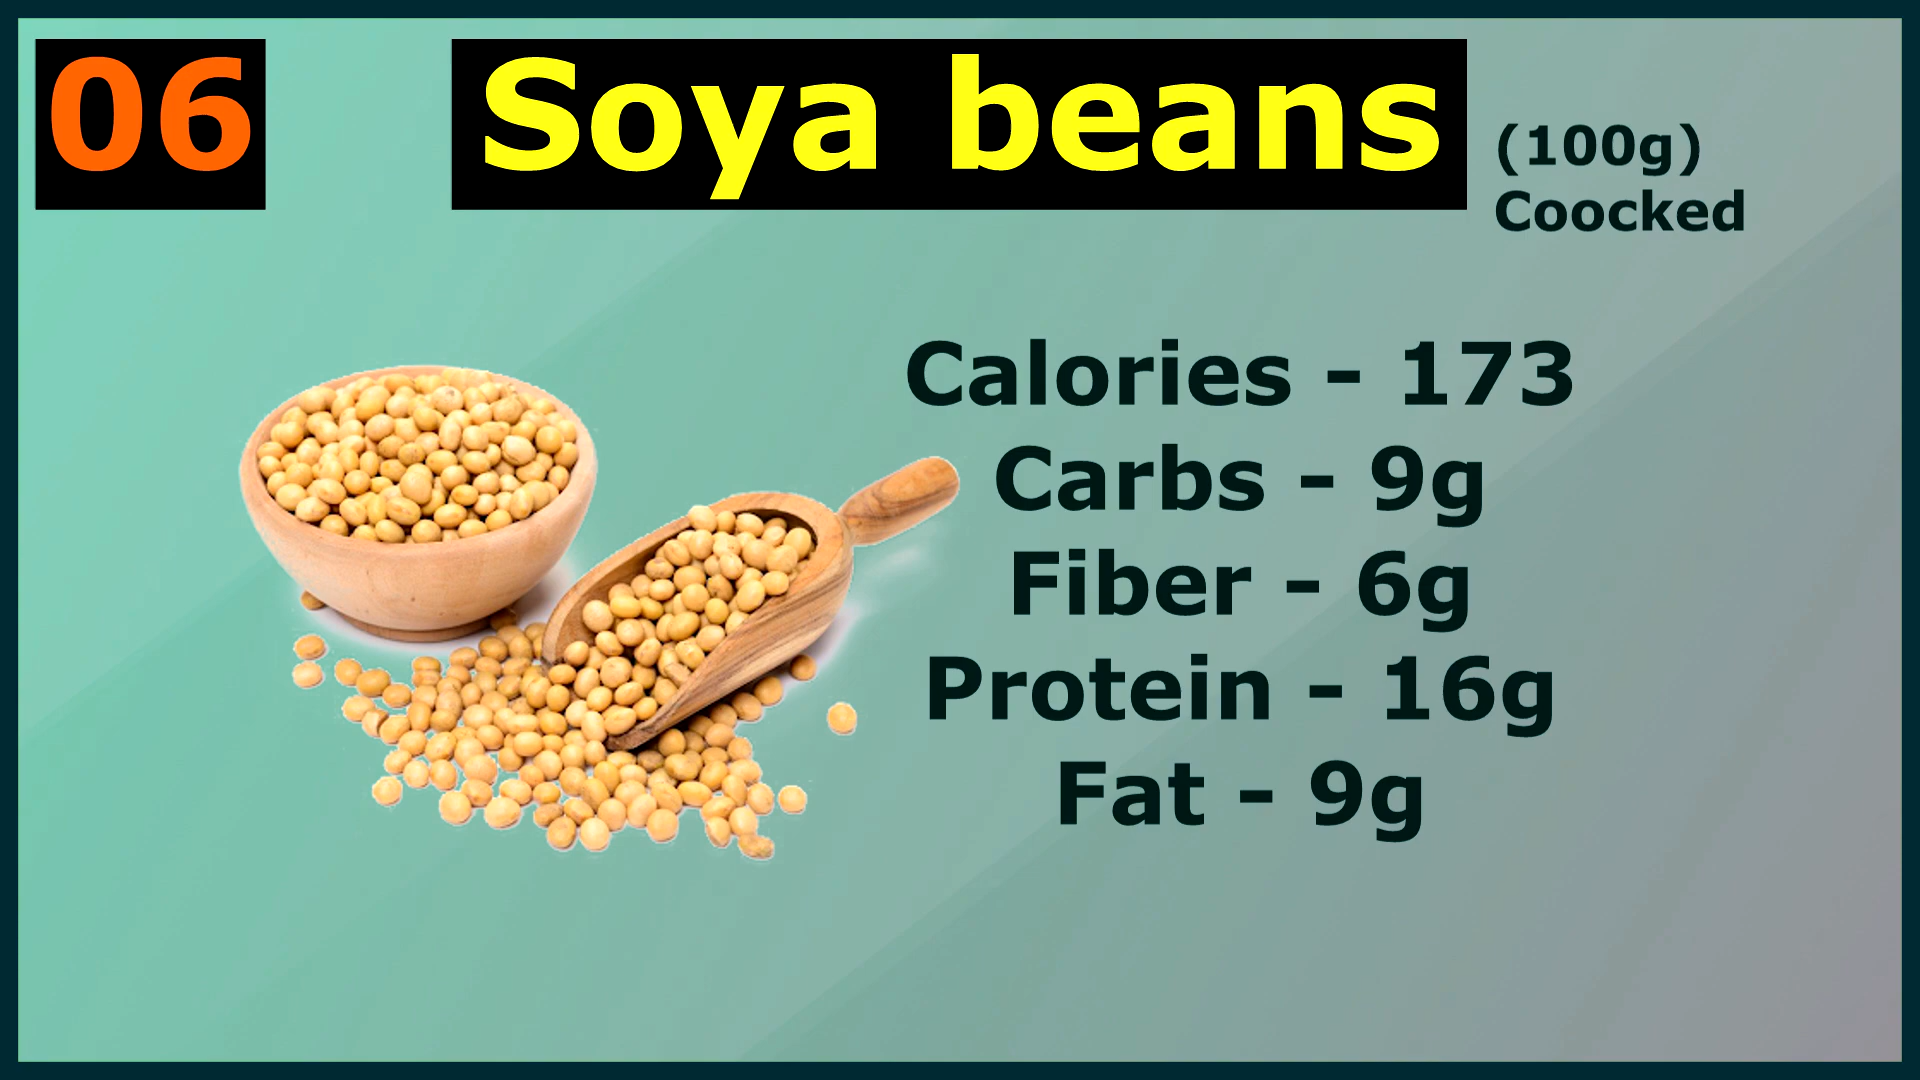 06
Soya beans
(100g)
Coocked
Calories - 173
Carbs - 9g
Fiber - 6g
Protein - 16g
Fat - 9g